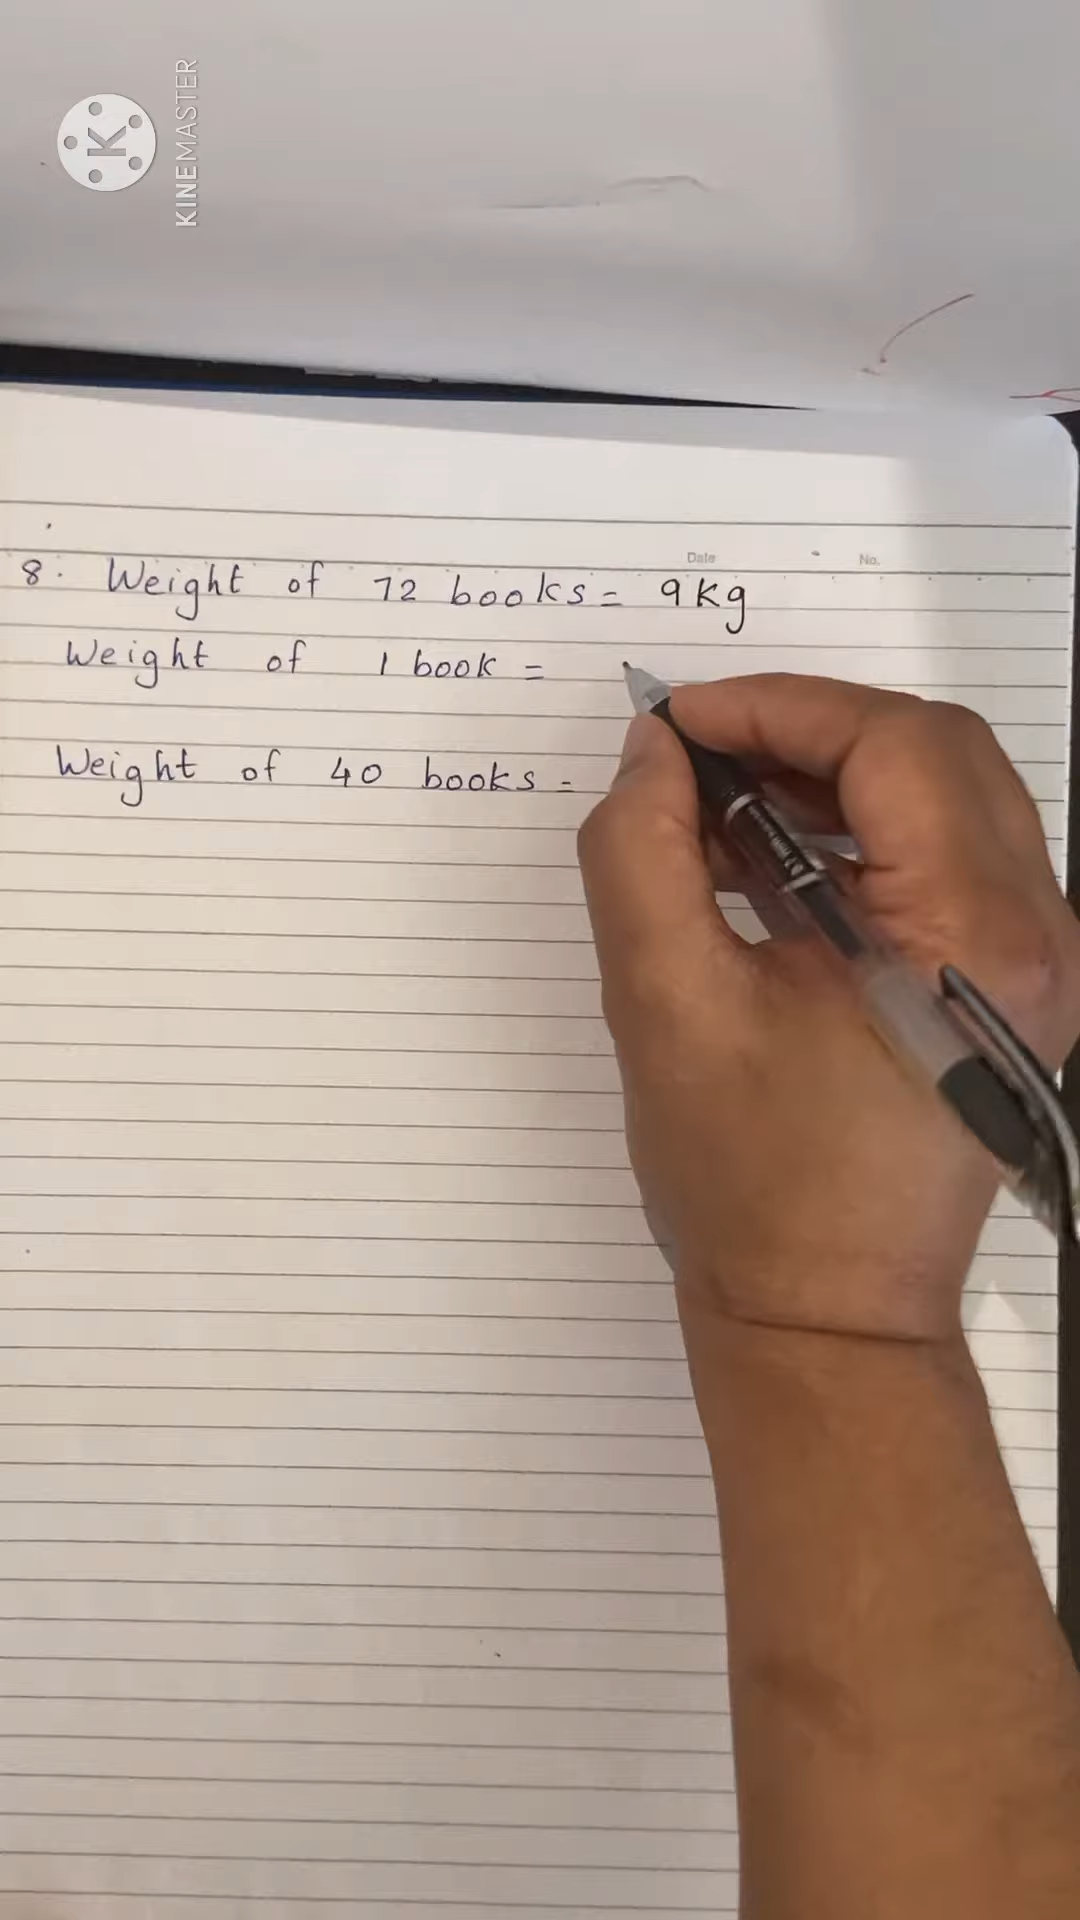 KINEMASTER
Date No.
8. Weight of 72 books = 9kg
Weight of 1 book =
Weight of 40 books =